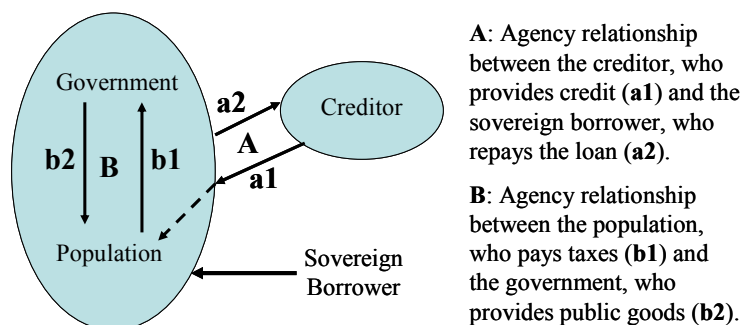 Government
a2
Creditor
b2
B
b1
A
a1
Population
Sovereign
Borrower
A: Agency relationship
between the creditor, who
provides credit (a1) and the
sovereign borrower, who
repays the loan (a2).
B: Agency relationship
between the population,
who pays taxes (b1) and
the government, who
provides public goods (b2).